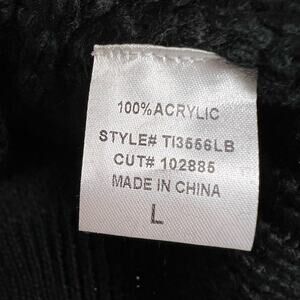 100% ACRYLIC
STYLE# TI3556LB
CUT# 102885
MADE IN CHINA
L